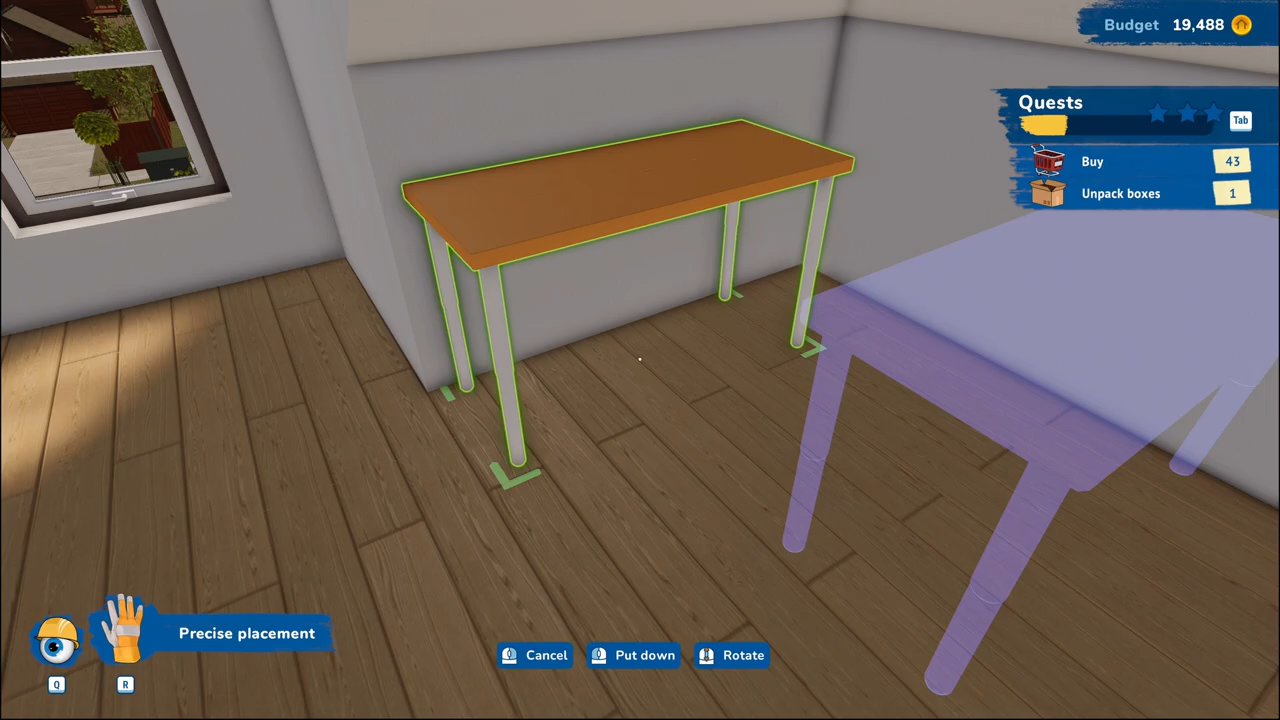 Budget 19,488
Quests
Tab
Buy 43
Unpack boxes 1
Precise placement
Cancel Put down Rotate
Q R